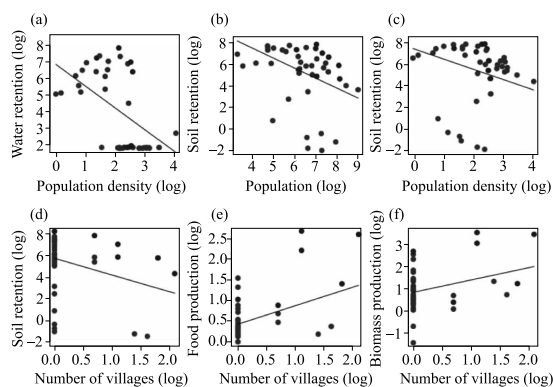 (a)
Water retention (log)
8
7
6
5
4
3
2
0 1 2 3 4
Population density (log)
(b)
Soil retention (log)
8
6
4
2
0
−2
4 5 6 7 8 9
Population (log)
(c)
Soil retention (log)
8
6
4
2
0
−2
0 1 2 3 4
Population density (log)
(d)
Soil retention (log)
8
6
4
2
0
−2
0.0 0.5 1.0 1.5 2.0
Number of villages (log)
(e)
Food production (log)
2.5
2.0
1.5
1.0
0.5
0.0
0.0 0.5 1.0 1.5 2.0
Number of villages (log)
(f)
Biomass production (log)
3
2
1
0
−1
0.0 0.5 1.0 1.5 2.0
Number of villages (log)